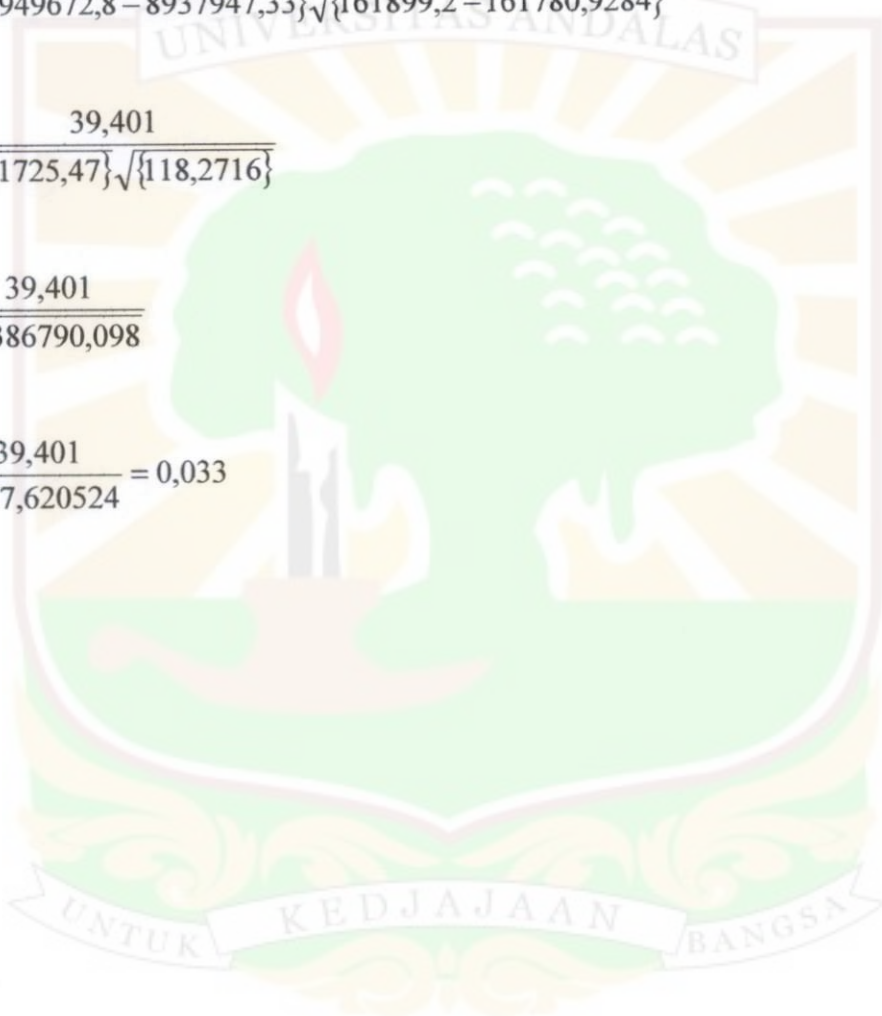 949672,8 − 8937947,33}√{161899,2 − 161780,9284}
UNIVERSITAS ANDALAS
39,401
1725,47}√{118,2716}
39,401
386790,098
39,401
7,620524 = 0,033
UNTUK KEDJAJAAN BANGSA